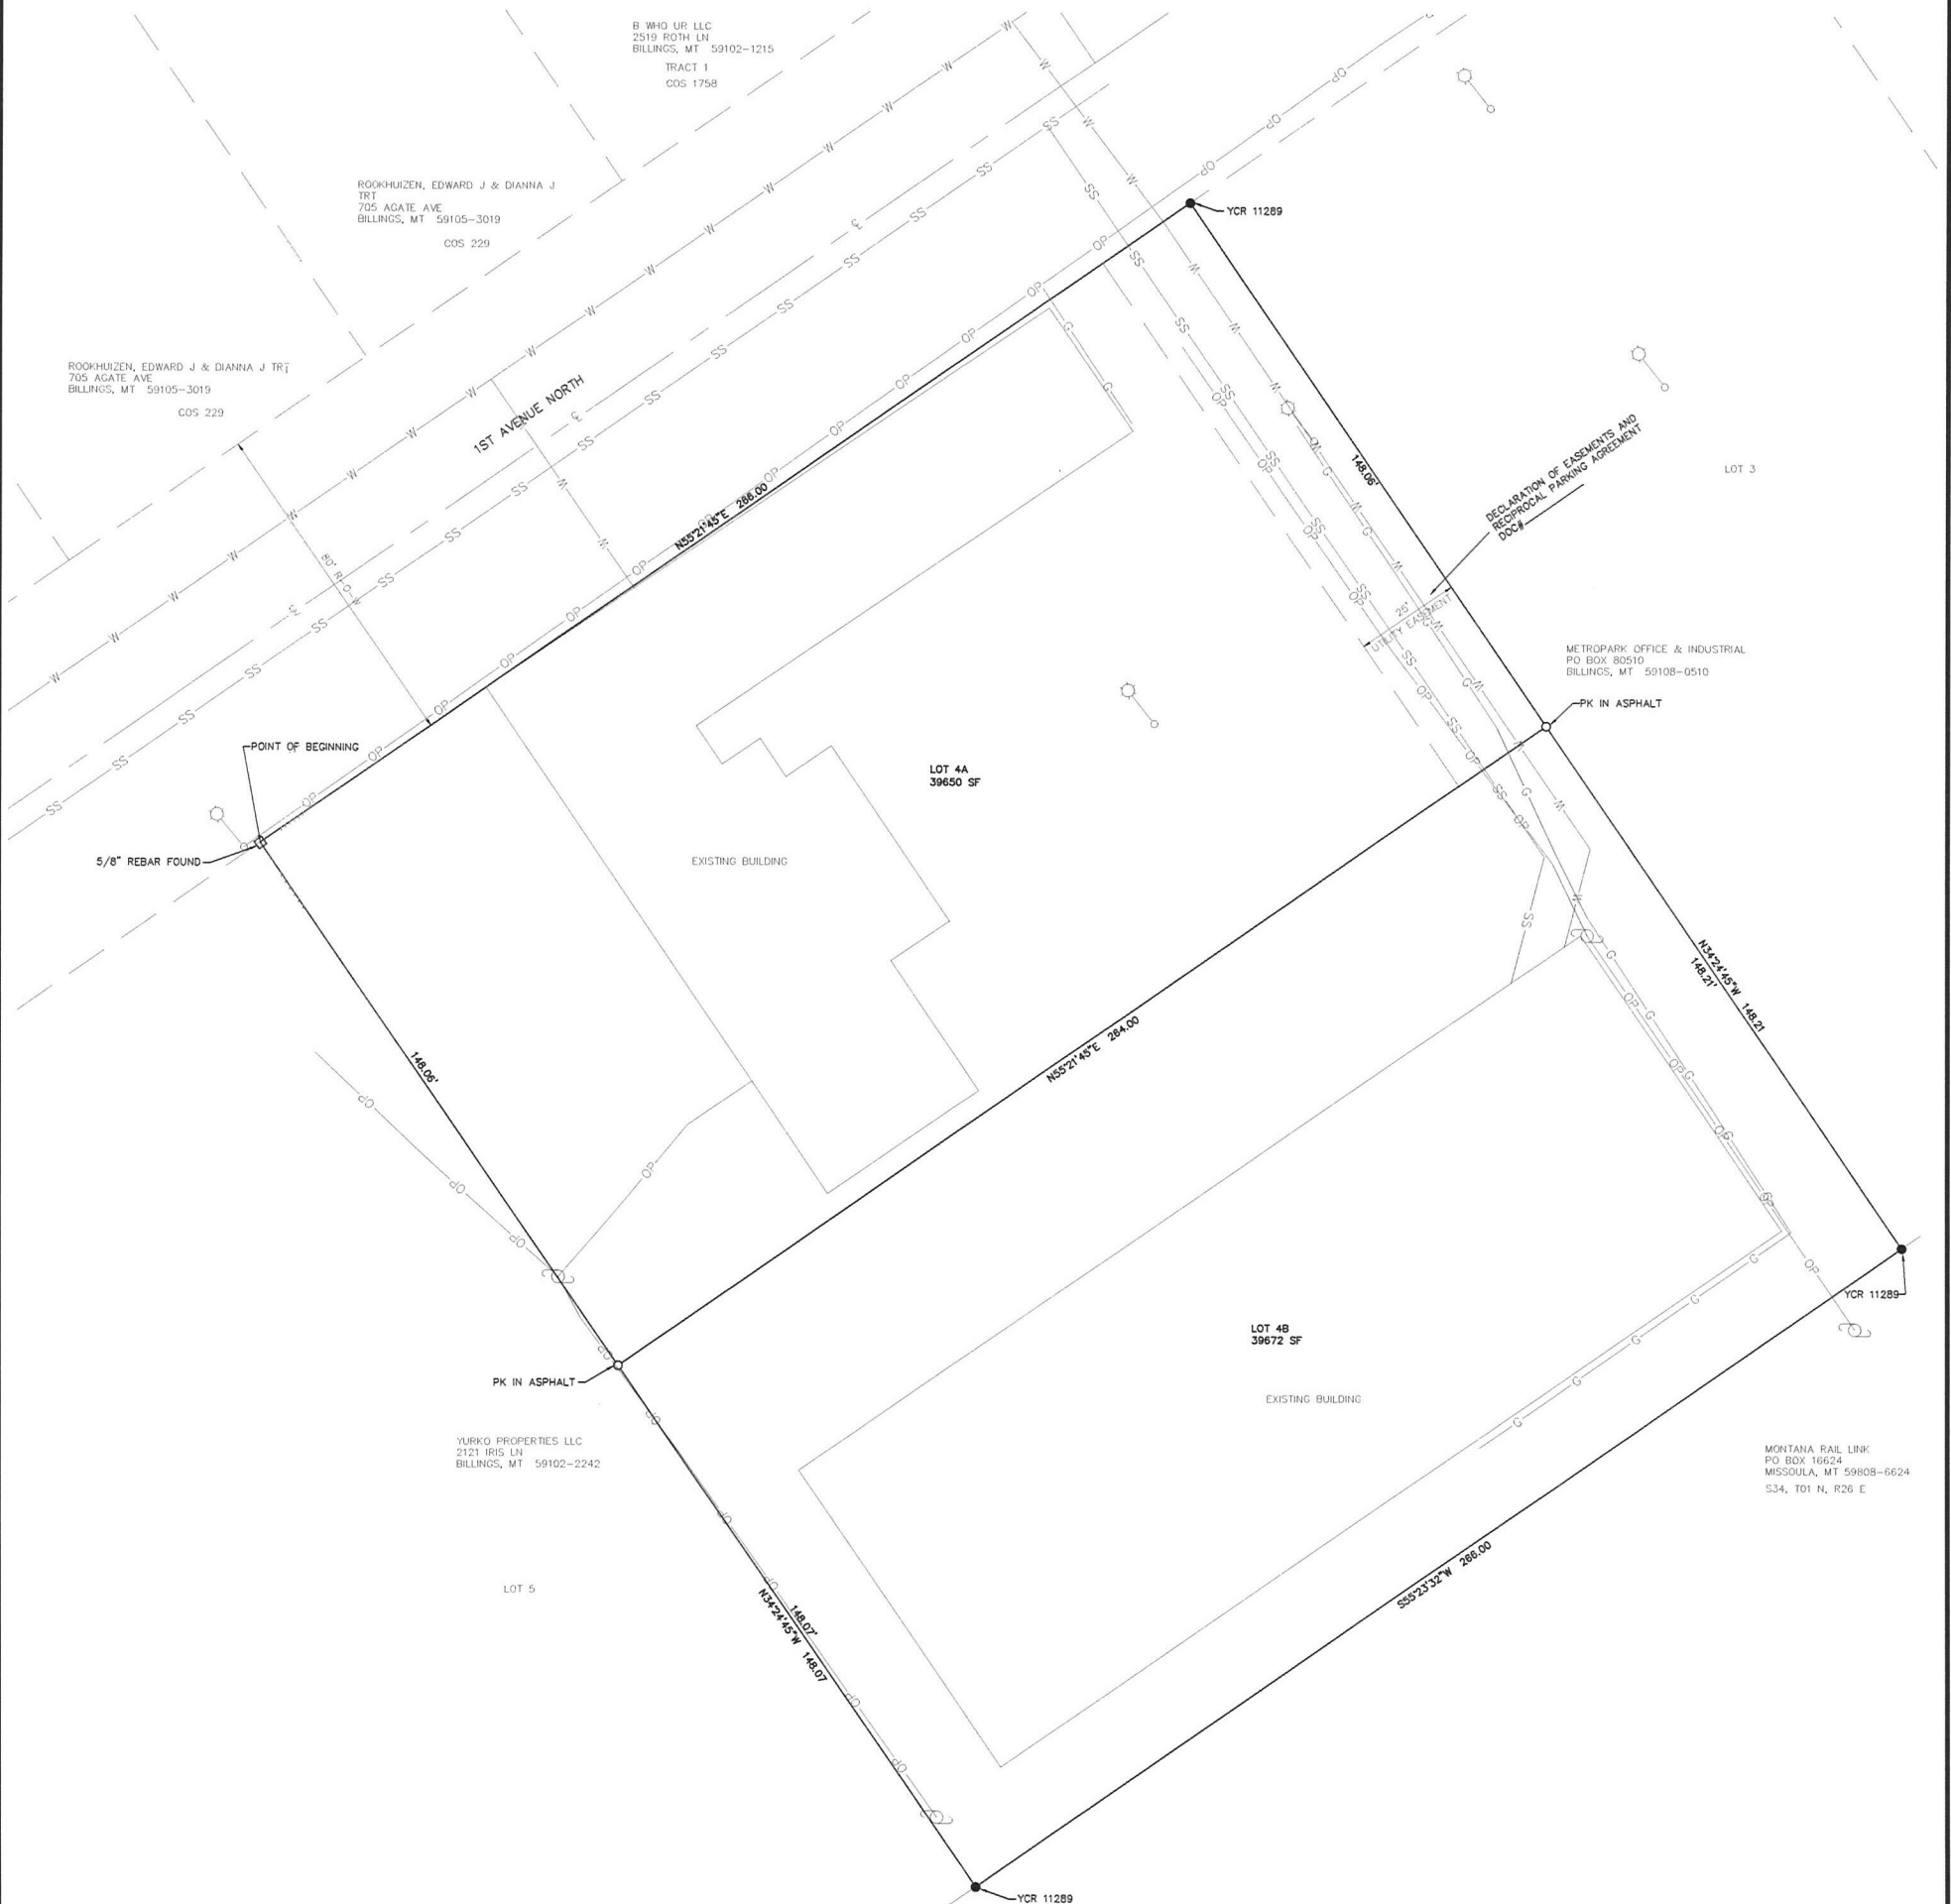 B WHO UR LLC
2519 ROTH LN
BILLINGS, MT 59102-1215
TRACT 1
COS 1758
ROOKHUIZEN, EDWARD J & DIANNA J
TRT
705 AGATE AVE
BILLINGS, MT 59105-3019
COS 229
YCR 11289
ROOKHUIZEN, EDWARD J & DIANNA J TRT
705 AGATE AVE
BILLINGS, MT 59105-3019
COS 229
1ST AVENUE NORTH
80' R-O-W
N55°21'45"E 266.00
148.06'
DECLARATION OF EASEMENTS AND
RECIPROCAL PARKING AGREEMENT
DOC#
LOT 3
25'
UTILITY EASEMENT
METROPARK OFFICE & INDUSTRIAL
PO BOX 80510
BILLINGS, MT 59108-0510
PK IN ASPHALT
POINT OF BEGINNING
5/8" REBAR FOUND
LOT 4A
39650 SF
EXISTING BUILDING
N34°24'45"W 148.21
148.21'
148.06'
N55°21'45"E 264.00
YCR 11289
LOT 4B
39672 SF
EXISTING BUILDING
PK IN ASPHALT
YURKO PROPERTIES LLC
2121 IRIS LN
BILLINGS, MT 59102-2242
MONTANA RAIL LINK
PO BOX 16624
MISSOULA, MT 59808-6624
S34, T01 N, R26 E
LOT 5
148.07'
N34°24'45"W 148.07
S55°23'32"W 266.00
YCR 11289